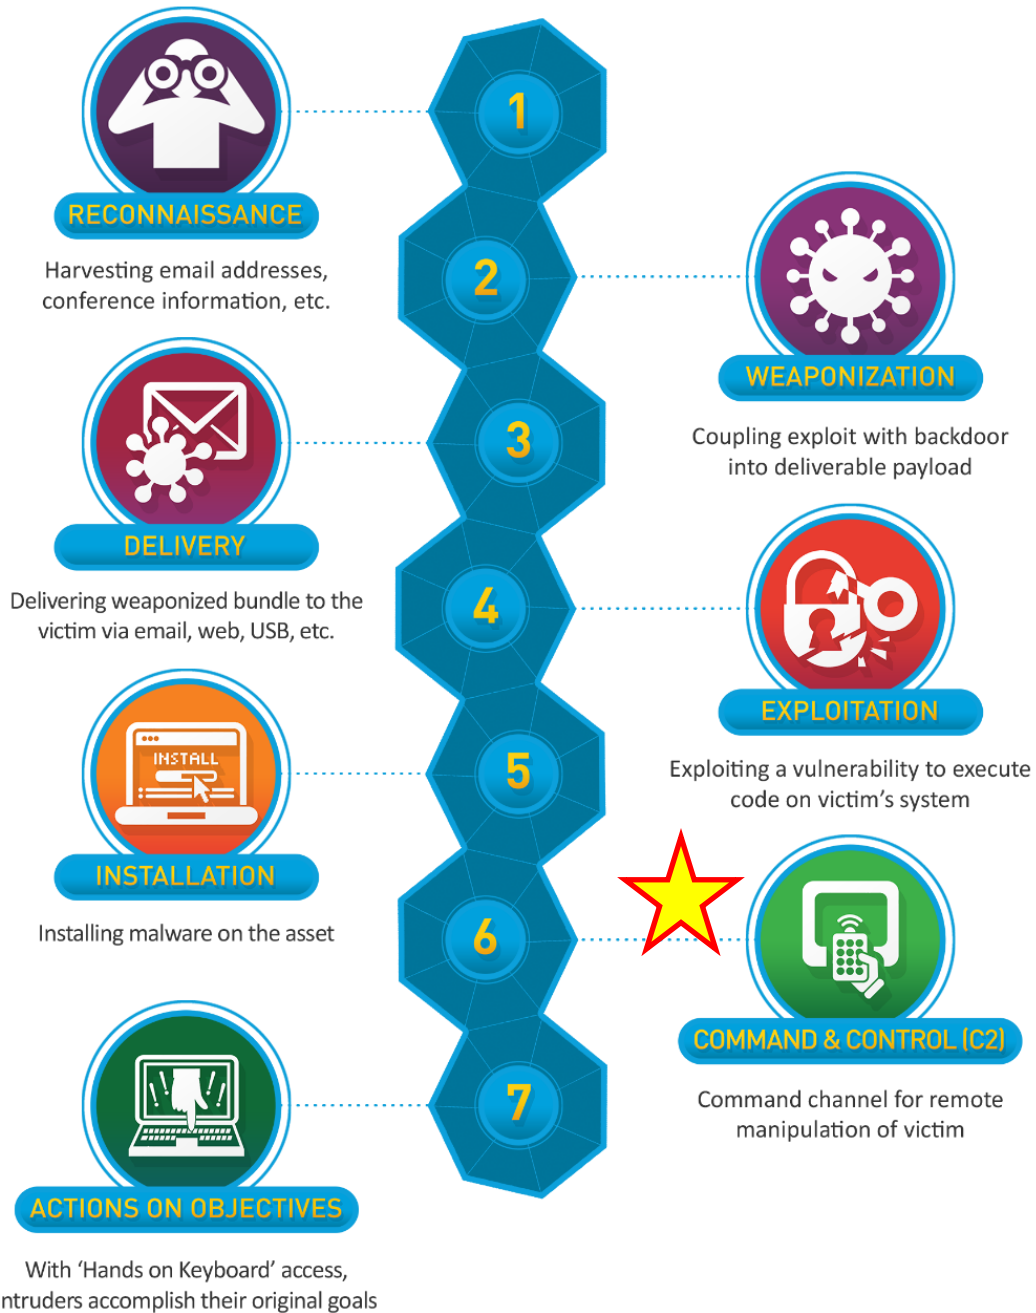 1
RECONNAISSANCE
Harvesting email addresses,
conference information, etc.
2
WEAPONIZATION
Coupling exploit with backdoor
into deliverable payload
3
DELIVERY
Delivering weaponized bundle to the
victim via email, web, USB, etc.
4
EXPLOITATION
Exploiting a vulnerability to execute
code on victim's system
5
INSTALL
INSTALLATION
Installing malware on the asset
6
COMMAND & CONTROL (C2)
Command channel for remote
manipulation of victim
7
ACTIONS ON OBJECTIVES
With ‘Hands on Keyboard’ access,
ntruders accomplish their original goals